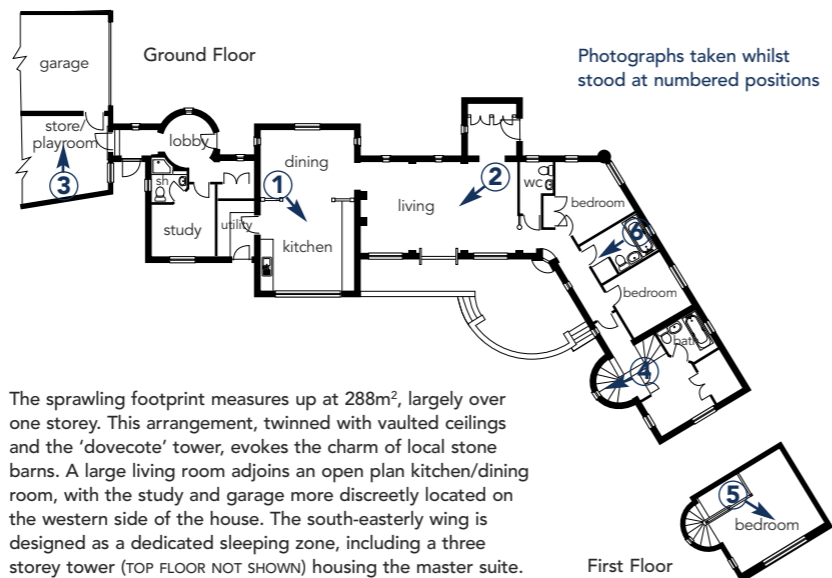 Ground Floor
Photographs taken whilst
stood at numbered positions
garage
store/
playroom
3
lobby
sh
study
utility
dining
1
kitchen
living
2
wc
bedroom
6
bedroom
bath
4
The sprawling footprint measures up at 288m², largely over
one storey. This arrangement, twinned with vaulted ceilings
and the ‘dovecote’ tower, evokes the charm of local stone
barns. A large living room adjoins an open plan kitchen/dining
room, with the study and garage more discreetly located on
the western side of the house. The south-easterly wing is
designed as a dedicated sleeping zone, including a three
storey tower (TOP FLOOR NOT SHOWN) housing the master suite.
5
bedroom
First Floor